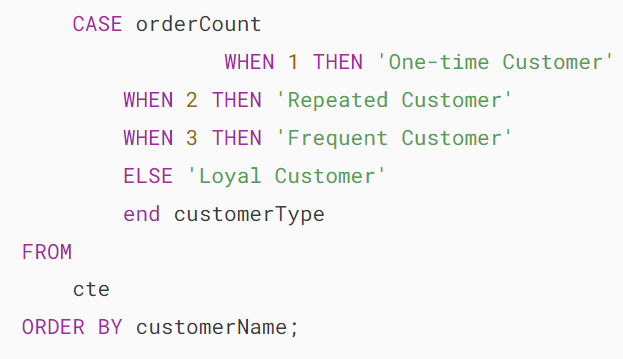 CASE orderCount
WHEN 1 THEN 'One-time Customer'
WHEN 2 THEN 'Repeated Customer'
WHEN 3 THEN 'Frequent Customer'
ELSE 'Loyal Customer'
end customerType
FROM
cte
ORDER BY customerName;